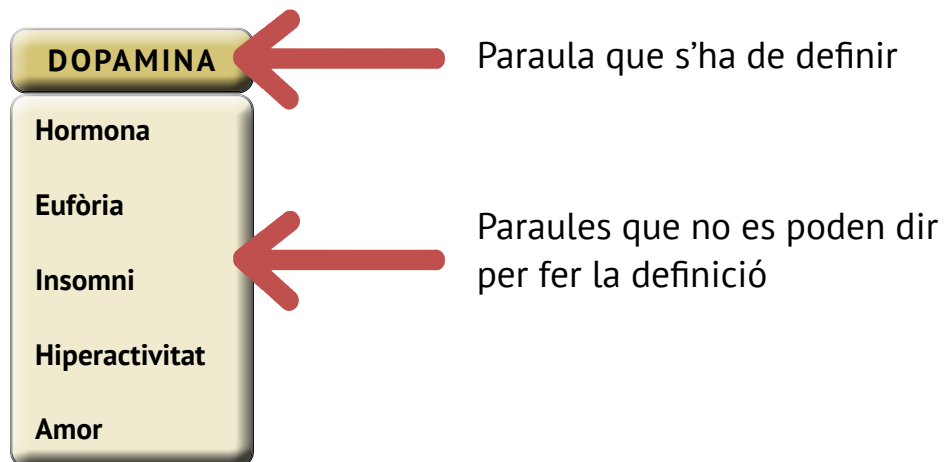 DOPAMINA
Paraula que s’ha de definir
Hormona
Eufòria
Insomni
Hiperactivitat
Amor
Paraules que no es poden dir
per fer la definició